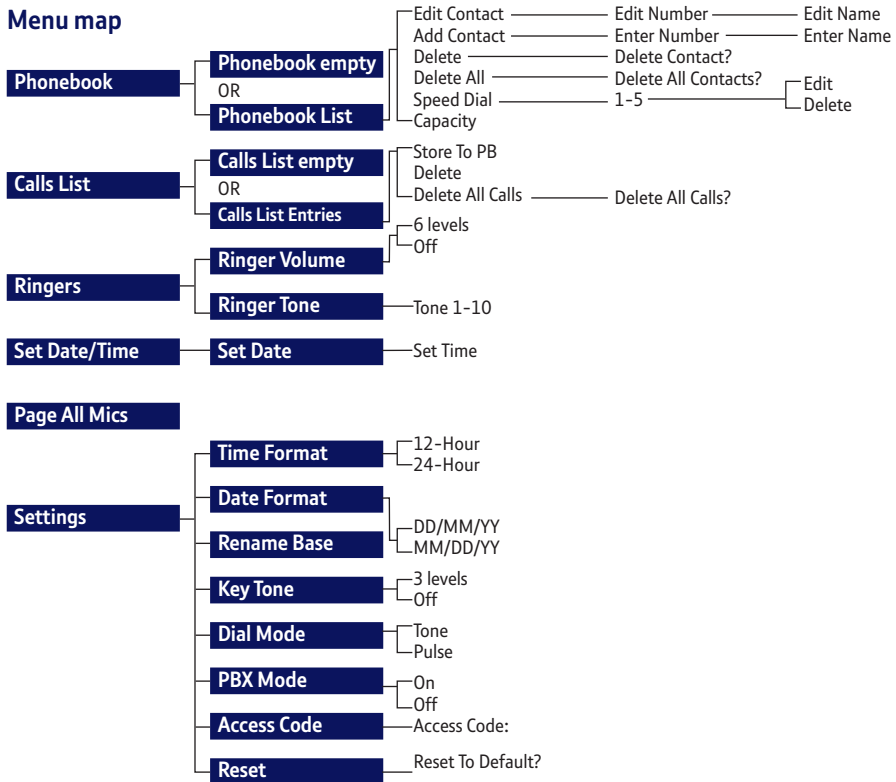 Menu map
Edit Contact Edit Number Edit Name
Add Contact Enter Number Enter Name
Delete Delete Contact?
Delete All Delete All Contacts?
Speed Dial 1-5
Edit
Delete
Capacity
Phonebook
Phonebook empty
OR
Phonebook List
Calls List
Calls List empty
OR
Calls List Entries
Store To PB
Delete
Delete All Calls Delete All Calls?
Ringers
Ringer Volume
6 levels
Off
Ringer Tone Tone 1-10
Set Date/Time Set Date Set Time
Page All Mics
Settings
Time Format
12-Hour
24-Hour
Date Format
DD/MM/YY
MM/DD/YY
Rename Base
Key Tone
3 levels
Off
Dial Mode
Tone
Pulse
PBX Mode
On
Off
Access Code Access Code:
Reset Reset To Default?